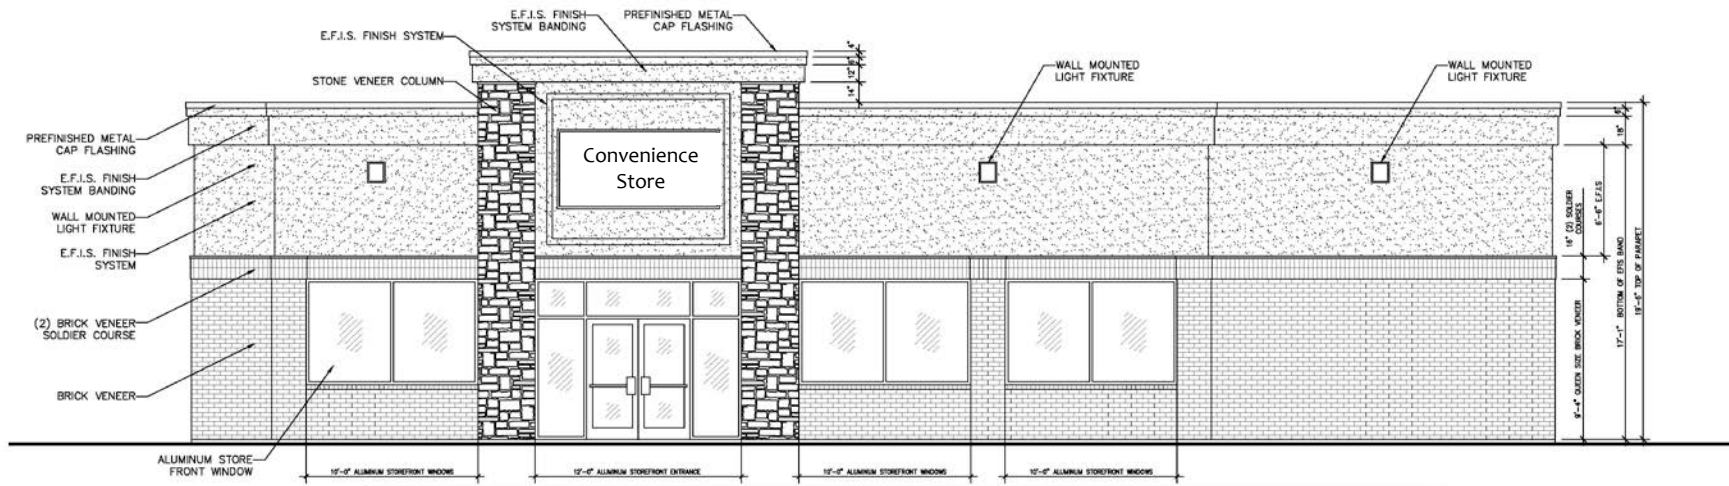 E.F.I.S. FINISH
SYSTEM BANDING
PREFINISHED METAL
CAP FLASHING
E.F.I.S. FINISH SYSTEM
STONE VENEER COLUMN
WALL MOUNTED
LIGHT FIXTURE
WALL MOUNTED
LIGHT FIXTURE
PREFINISHED METAL
CAP FLASHING
E.F.I.S. FINISH
SYSTEM BANDING
WALL MOUNTED
LIGHT FIXTURE
E.F.I.S. FINISH
SYSTEM
(2) BRICK VENEER
SOLDIER COURSE
BRICK VENEER
ALUMINUM STORE
FRONT WINDOW
Convenience
Store
12"
14"
18"
16" (2) SOLDIER
COURSES
6'-6" E.F.I.S
9'-4" QUEEN SIZE BRICK VENEER
17'-1" BOTTOM OF EFIS BAND
19'-6" TOP OF PARAPET
10'-0" ALUMINUM STOREFRONT WINDOWS
12'-0" ALUMINUM STOREFRONT ENTRANCE
10'-0" ALUMINUM STOREFRONT WINDOWS
10'-0" ALUMINUM STOREFRONT WINDOWS